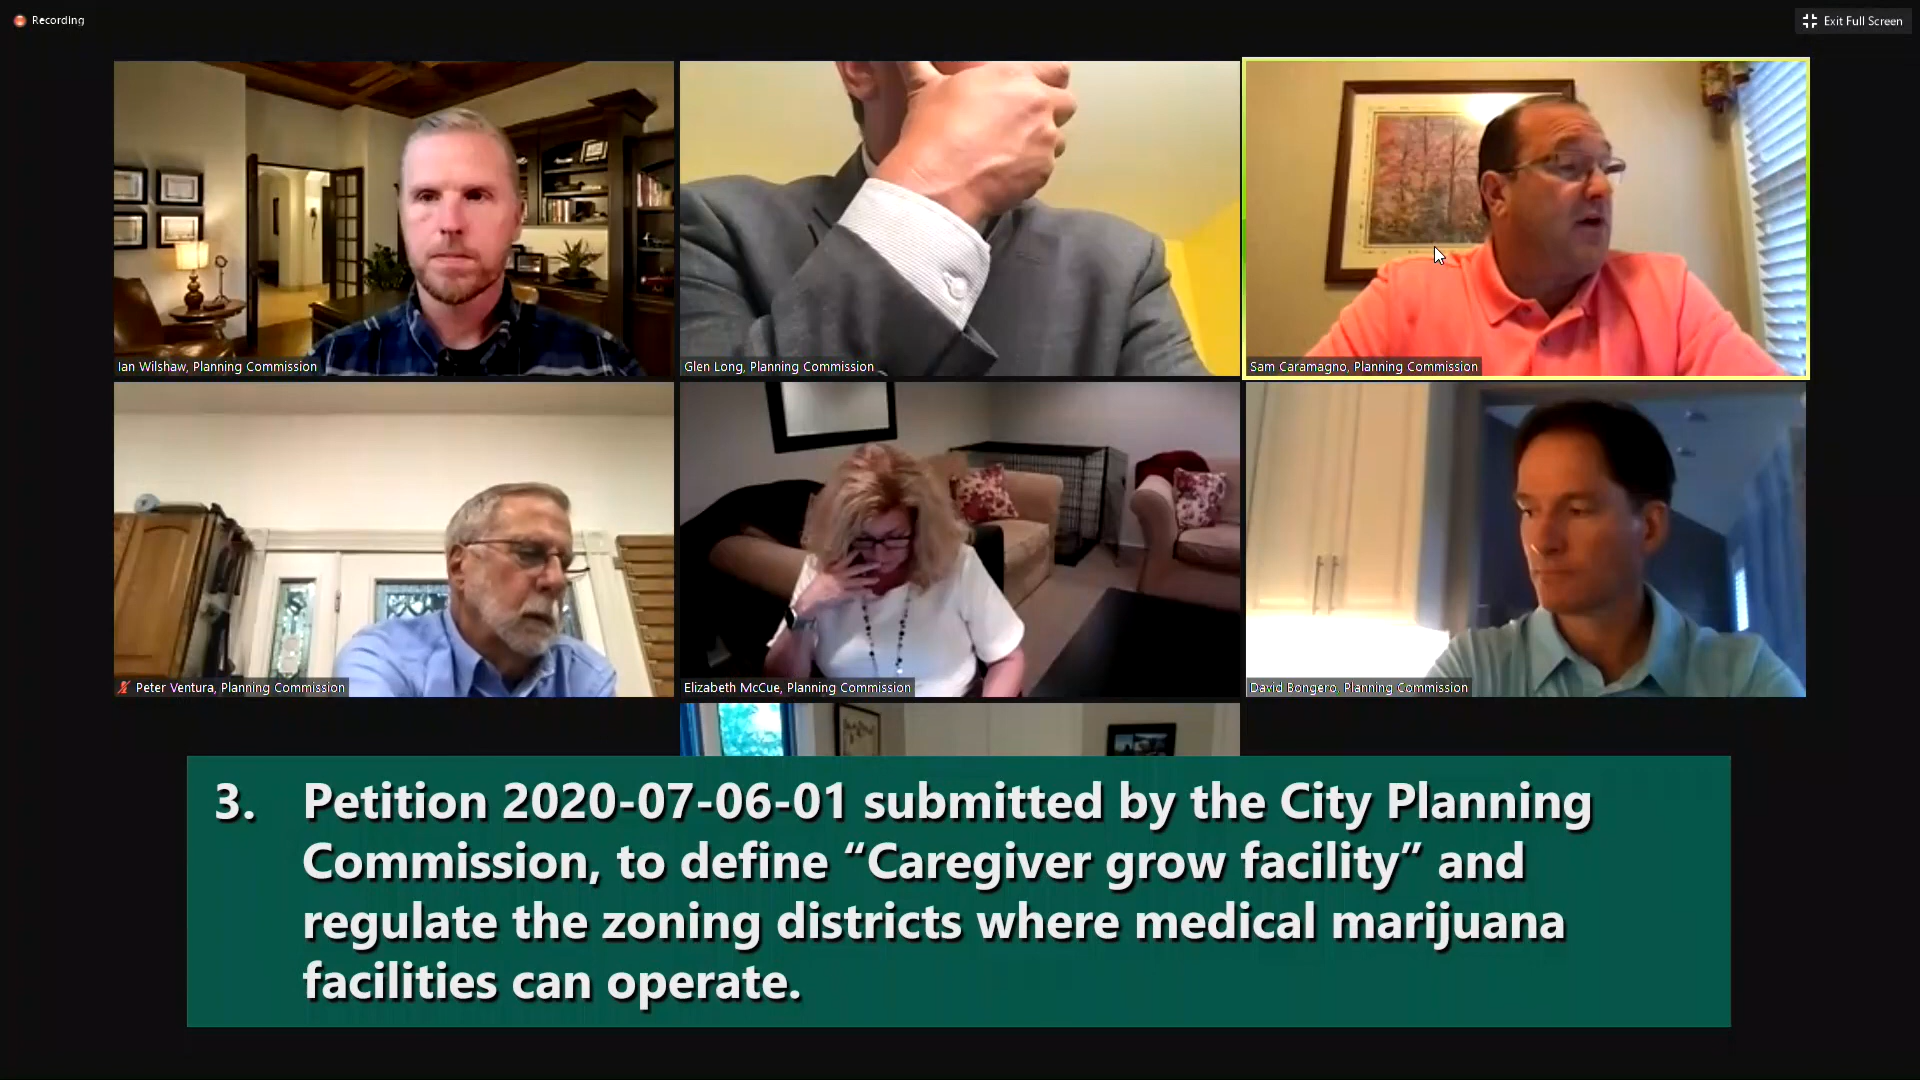 Recording
Exit Full Screen
Ian Wilshaw, Planning Commission
Glen Long, Planning Commission
Sam Caramagno, Planning Commission
Peter Ventura, Planning Commission
Elizabeth McCue, Planning Commission
David Bongero, Planning Commission
3. Petition 2020-07-06-01 submitted by the City Planning
Commission, to define “Caregiver grow facility” and
regulate the zoning districts where medical marijuana
facilities can operate.